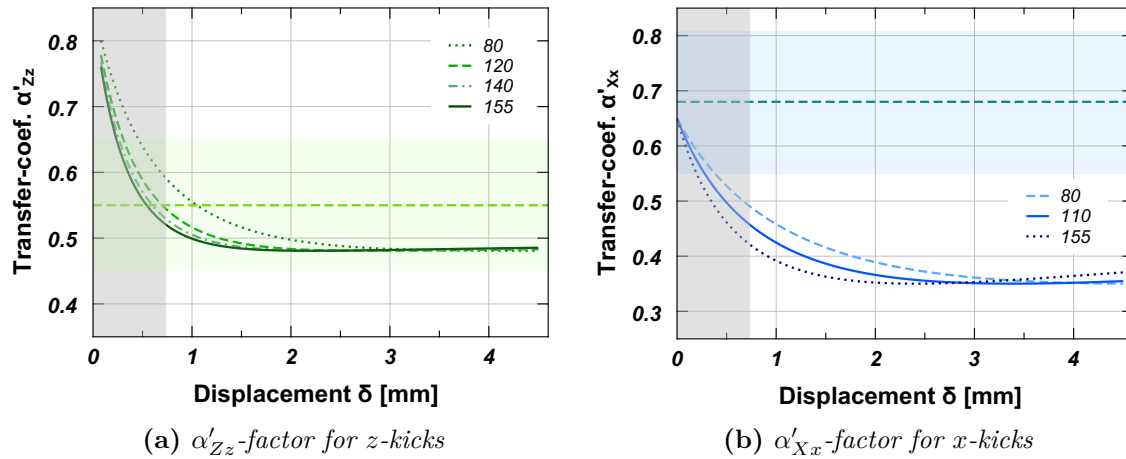 Transfer-coef. α'Zz
0.8
0.7
0.6
0.5
0.4
0 1 2 3 4
Displacement δ [mm]
80
120
140
155
(a) α′Zz-factor for z-kicks
Transfer-coef. α'Xx
0.8
0.7
0.6
0.5
0.4
0.3
0 1 2 3 4
Displacement δ [mm]
80
110
155
(b) α′Xx-factor for x-kicks